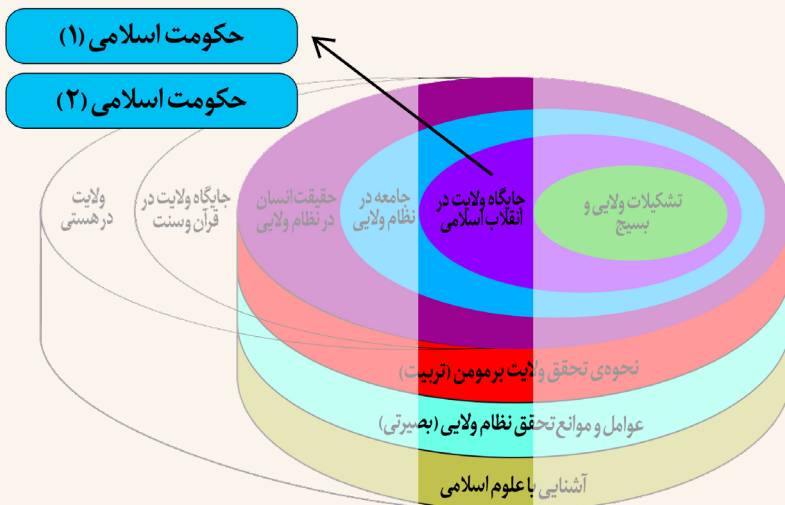 حکومت اسلامی (۱)
حکومت اسلامی (۲)
تشکیلات ولایی و
بسیج
جایگاه ولایت در
انقلاب اسلامی
جامعه در
نظام ولایی
حقیقت انسان
در نظام ولایی
جایگاه ولایت در
قرآن وسنت
ولایت
در هستی
نحوه‌ی تحقق ولایت بر مومن (تربیت)
عوامل و موانع تحقق نظام ولایی (بصیرتی)
آشنایی با علوم اسلامی